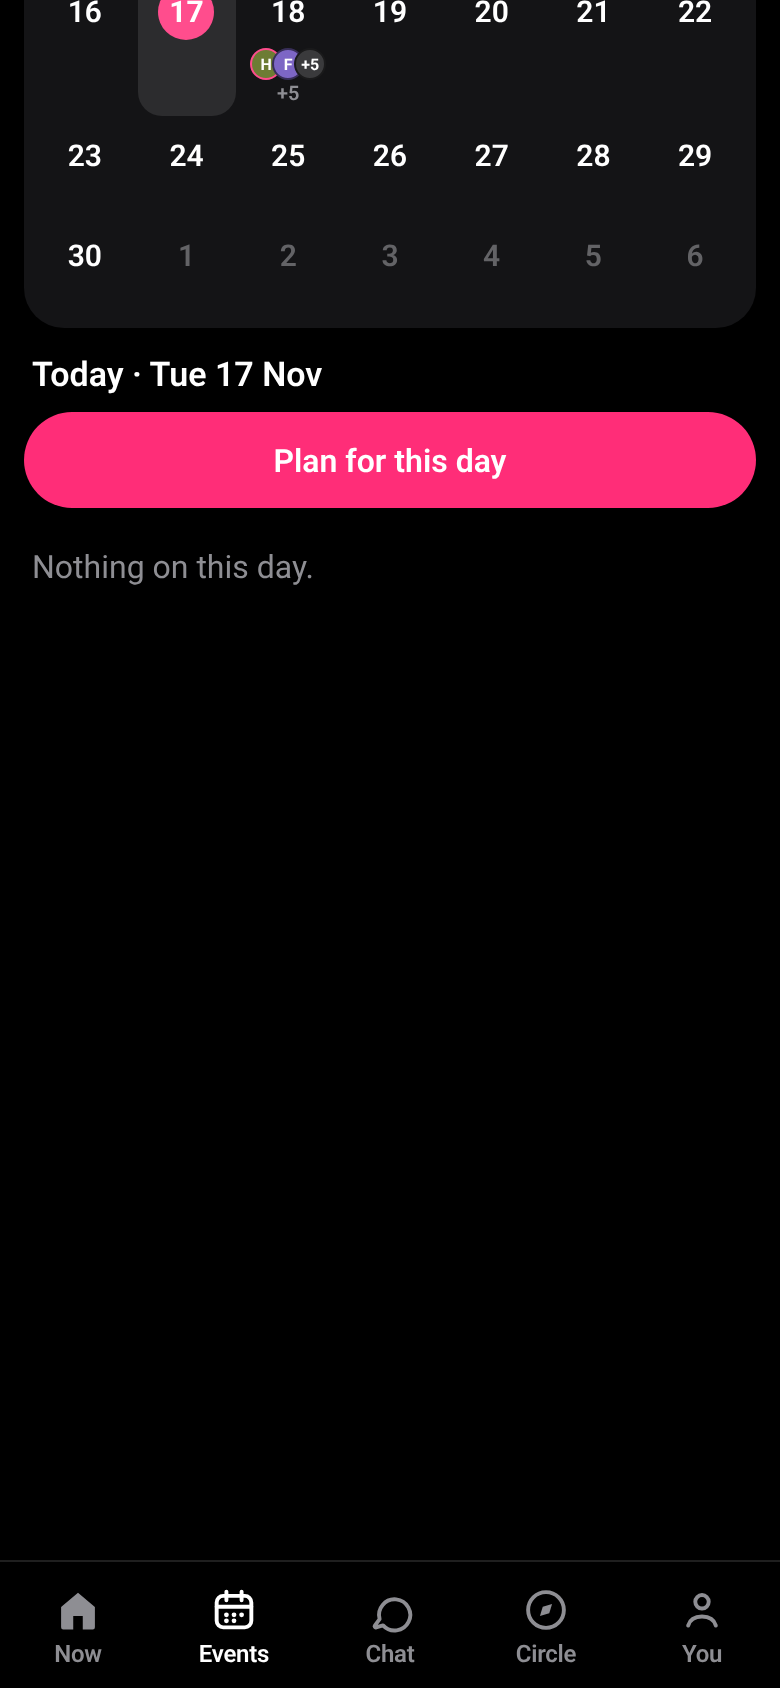 16 17 18 19 20 21 22
H F +5
+5
23 24 25 26 27 28 29
30 1 2 3 4 5 6
Today · Tue 17 Nov
Plan for this day
Nothing on this day.
Now Events Chat Circle You